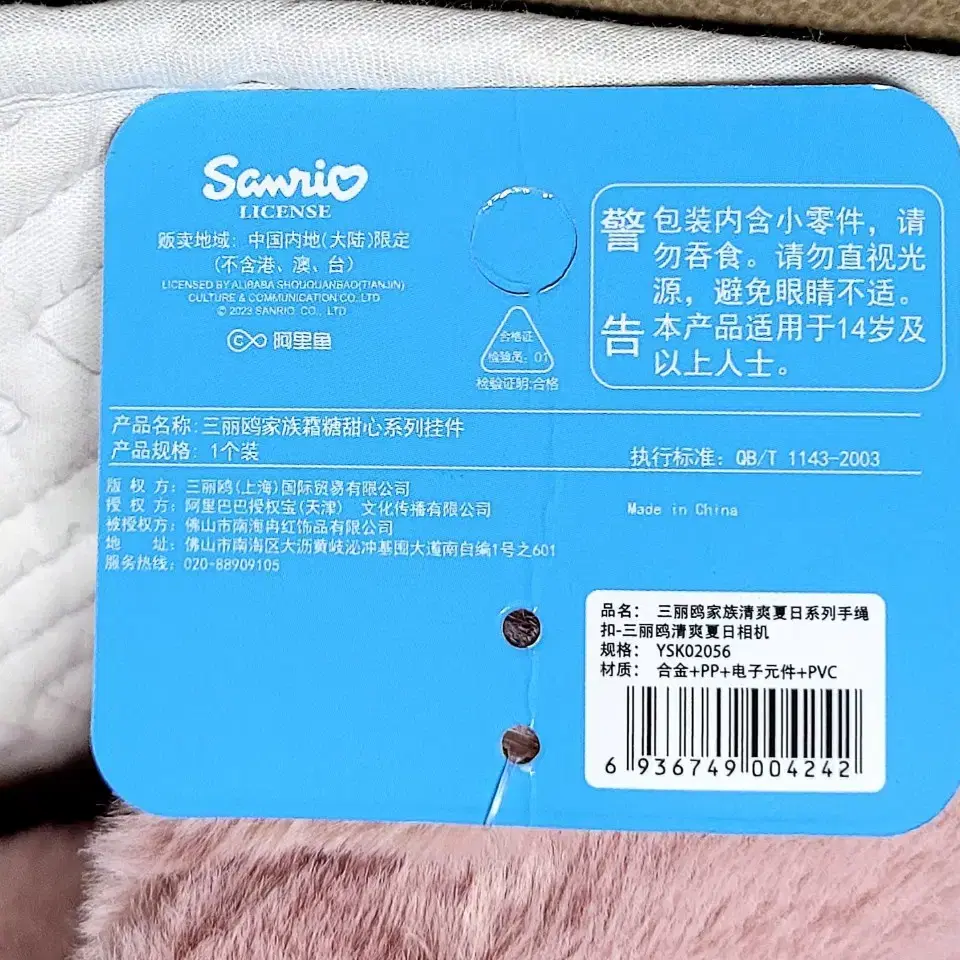 Sanrio
LICENSE
贩卖地域：中国内地(大陆)限定
(不含港、澳、台)
LICENSED BY ALIBABA SHOUQUANBAO(TIANJIN)
CULTURE & COMMUNICATION CO., LTD
© 2023 SANRIO CO., LTD
阿里鱼
合格证
检验员：01
检验证明:合格
警告
包装内含小零件，请
勿吞食。请勿直视光
源，避免眼睛不适。
本产品适用于14岁及
以上人士。
产品名称:三丽鸥家族霜糖甜心系列挂件
产品规格：1个装
执行标准：QB/T 1143-2003
版权方：三丽鸥(上海)国际贸易有限公司
授权方：阿里巴巴授权宝(天津) 文化传播有限公司
被授权方：佛山市南海冉红饰品有限公司
地址：佛山市南海区大沥黄岐泌冲基围大道南自编1号之601
服务热线：020-88909105
Made in China
品名： 三丽鸥家族清爽夏日系列手绳
扣-三丽鸥清爽夏日相机
规格： YSK02056
材质： 合金+PP+电子元件+PVC
6 936749 004242